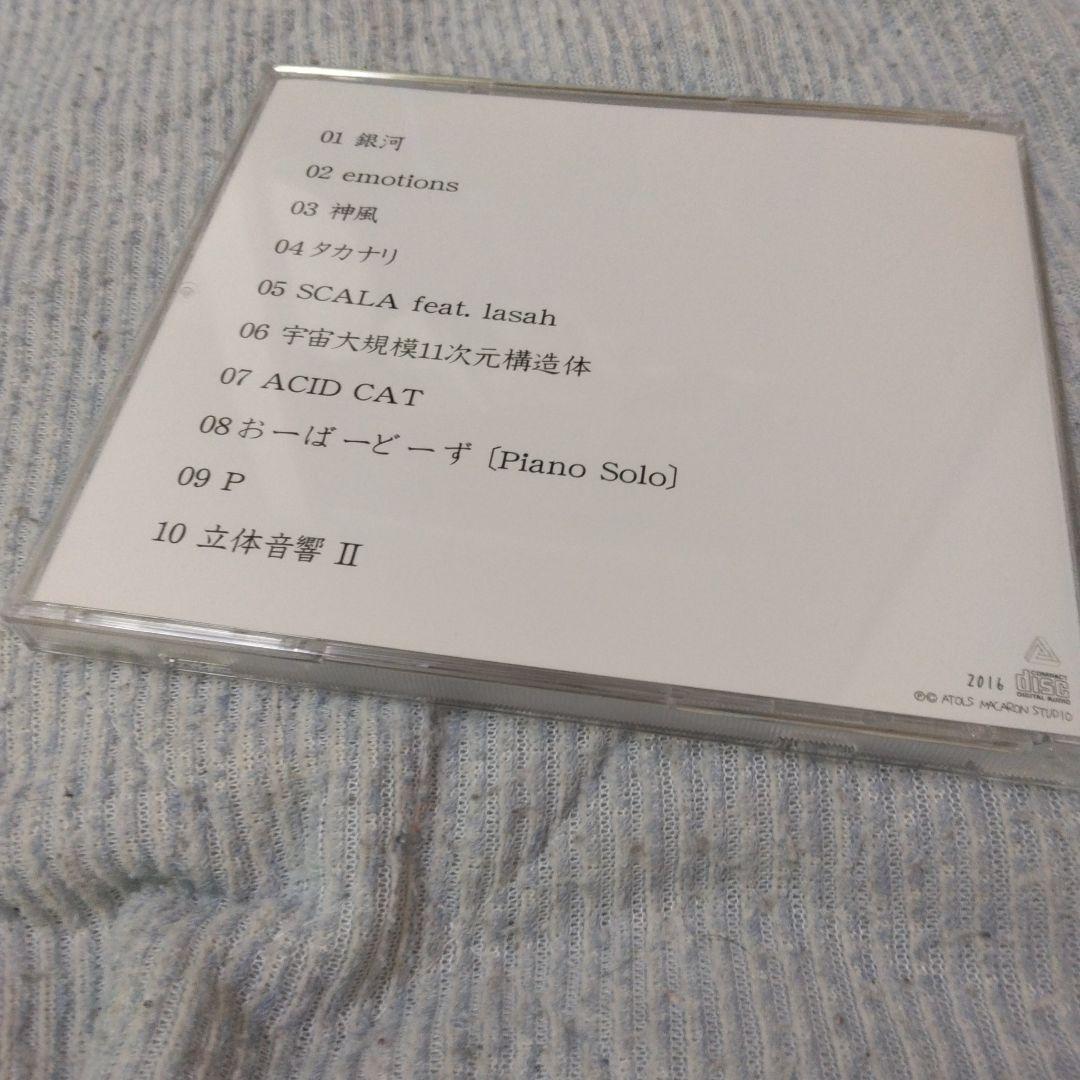 01 銀河
02 emotions
03 神風
04 タカナリ
05 SCALA feat. lasah
06 宇宙大規模11次元構造体
07 ACID CAT
08 おーばーどーず〔Piano Solo〕
09 P
10 立体音響 II
2016
COMPACT
disc
DIGITAL AUDIO
ⓅⒸ ATOLS MACARON STUDIO